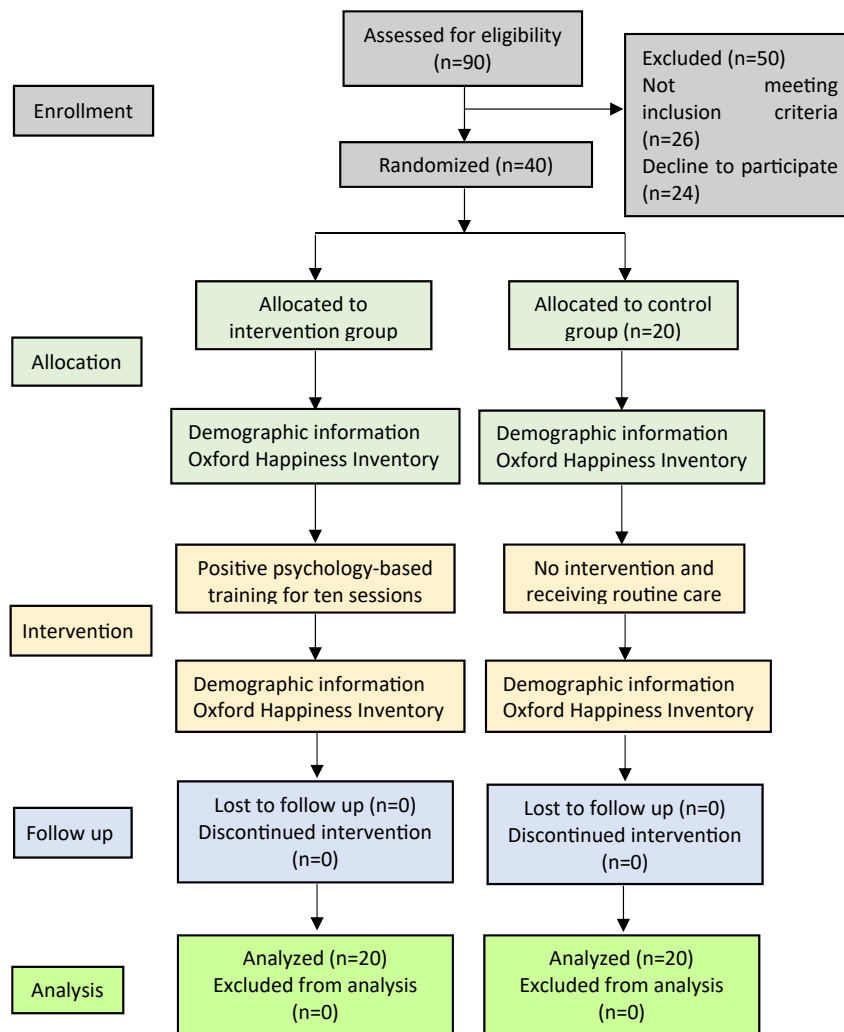 Assessed for eligibility
(n=90)
Excluded (n=50)
Not meeting
inclusion criteria
(n=26)
Decline to participate
(n=24)
Enrollment
Randomized (n=40)
Allocated to
intervention group
Allocated to control
group (n=20)
Allocation
Demographic information
Oxford Happiness Inventory
Demographic information
Oxford Happiness Inventory
Positive psychology-based
training for ten sessions
No intervention and
receiving routine care
Intervention
Demographic information
Oxford Happiness Inventory
Demographic information
Oxford Happiness Inventory
Follow up
Lost to follow up (n=0)
Discontinued intervention
(n=0)
Lost to follow up (n=0)
Discontinued intervention
(n=0)
Analysis
Analyzed (n=20)
Excluded from analysis
(n=0)
Analyzed (n=20)
Excluded from analysis
(n=0)